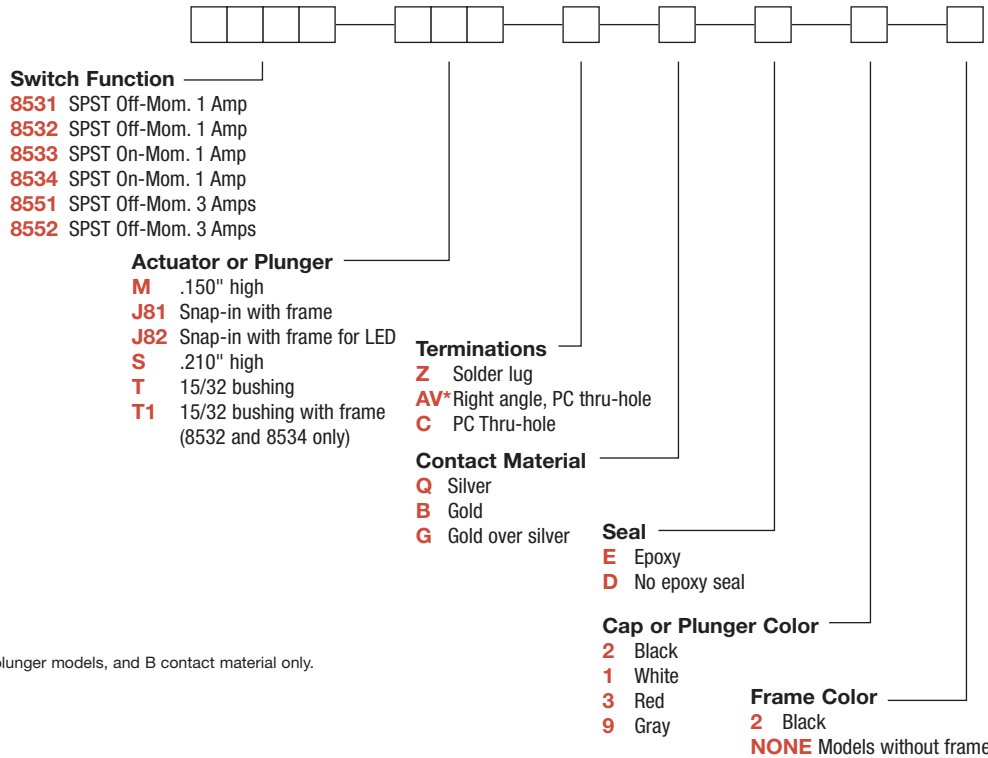 Switch Function
8531 SPST Off-Mom. 1 Amp
8532 SPST Off-Mom. 1 Amp
8533 SPST On-Mom. 1 Amp
8534 SPST On-Mom. 1 Amp
8551 SPST Off-Mom. 3 Amps
8552 SPST Off-Mom. 3 Amps
Actuator or Plunger
M .150" high
J81 Snap-in with frame
J82 Snap-in with frame for LED
S .210" high
T 15/32 bushing
T1 15/32 bushing with frame
(8532 and 8534 only)
Terminations
Z Solder lug
AV* Right angle, PC thru-hole
C PC Thru-hole
Contact Material
Q Silver
B Gold
G Gold over silver
Seal
E Epoxy
D No epoxy seal
Cap or Plunger Color
2 Black
1 White
3 Red
9 Gray
Frame Color
2 Black
NONE Models without frame
plunger models, and B contact material only.